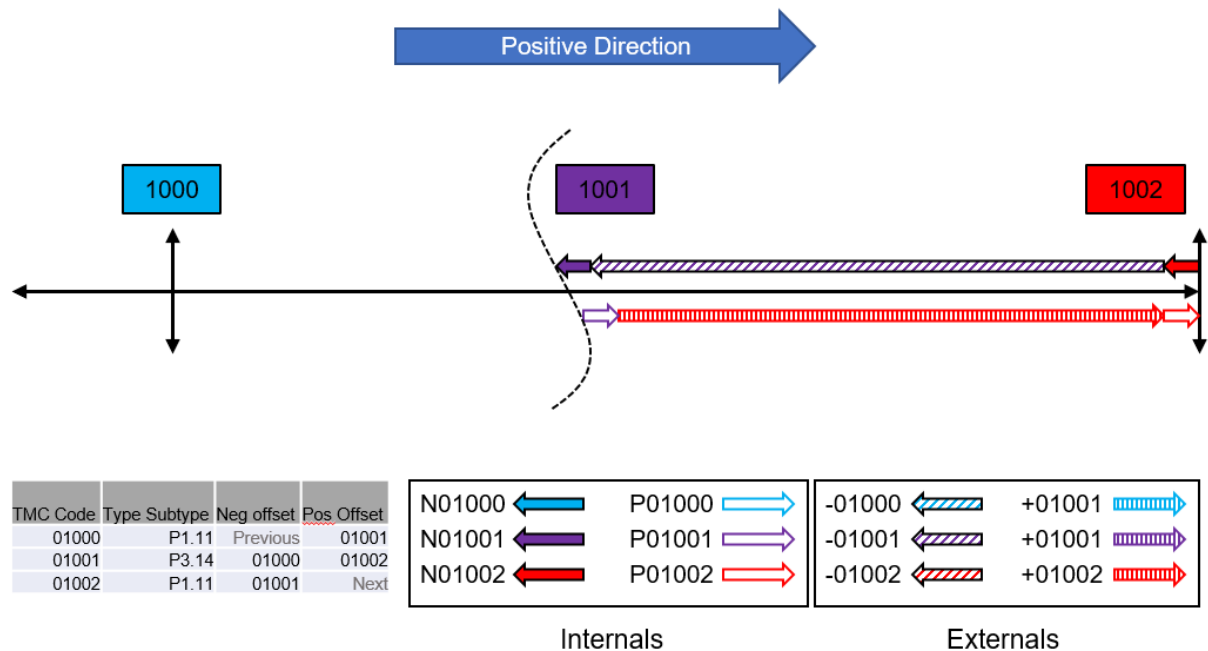 Positive Direction
1000
1001
1002
TMC Code Type Subtype Neg offset Pos Offset
01000 P1.11 Previous 01001
01001 P3.14 01000 01002
01002 P1.11 01001 Next
N01000 P01000
N01001 P01001
N01002 P01002
Internals
-01000 +01001
-01001 +01001
-01002 +01002
Externals